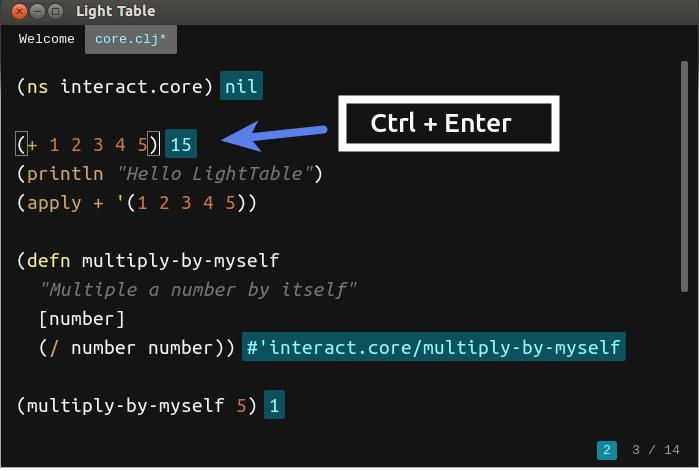 Light Table
Welcome core.clj*
(ns interact.core) nil
(+ 1 2 3 4 5) 15
Ctrl + Enter
(println "Hello LightTable")
(apply + '(1 2 3 4 5))
(defn multiply-by-myself
"Multiple a number by itself"
[number]
(/ number number)) #'interact.core/multiply-by-myself
(multiply-by-myself 5) 1
2 3 / 14